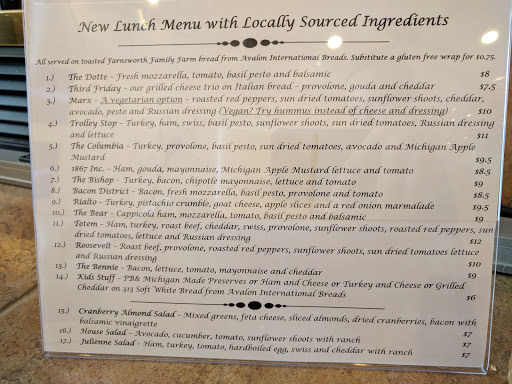 New Lunch Menu with Locally Sourced Ingredients
All served on toasted Farnsworth Family Farm bread from Avalon International Breads. Substitute a gluten free wrap for $0.75.
1.) The Dotte - Fresh mozzarella, tomato, basil pesto and balsamic $8
2.) Third Friday - our grilled cheese trio on Italian bread - provolone, gouda and cheddar $7.5
3.) Marx - A vegetarian option - roasted red peppers, sun dried tomatoes, sunflower shoots, cheddar,
avocado, pesto and Russian dressing (Vegan? Try hummus instead of cheese and dressing) $10
4.) Trolley Stop - Turkey, ham, swiss, basil pesto, sunflower shoots, sun dried tomatoes, Russian dressing
and lettuce $11
5.) The Columbia - Turkey, provolone, basil pesto, sun dried tomatoes, avocado and Michigan Apple
Mustard $9.5
6.) 1867 Inc. - Ham, gouda, mayonnaise, Michigan Apple Mustard lettuce and tomato $8.5
7.) The Bishop - Turkey, bacon, chipotle mayonnaise, lettuce and tomato $9
8.) Bacon District - Bacon, fresh mozzarella, basil pesto, provolone and tomato $8.5
9.) Rialto - Turkey, pistachio crumble, goat cheese, apple slices and a red onion marmalade $9.5
10.) The Bear - Cappicola ham, mozzarella, tomato, basil pesto and balsamic $9
11.) Totem - Ham, turkey, roast beef, cheddar, swiss, provolone, sunflower shoots, roasted red peppers, sun
dried tomatoes, lettuce and Russian dressing $12
12.) Roosevelt - Roast beef, provolone, roasted red peppers, sunflower shoots, sun dried tomatoes lettuce
and Russian dressing $10
13.) The Bennie - Bacon, lettuce, tomato, mayonnaise and cheddar $9
14.) Kids Stuff - PB& Michigan Made Preserves or Ham and Cheese or Turkey and Cheese or Grilled
Cheddar on 313 Soft White Bread from Avalon International Breads $6
15.) Cranberry Almond Salad - Mixed greens, feta cheese, sliced almonds, dried cranberries, bacon with
balsamic vinaigrette $7
16.) House Salad - Avocado, cucumber, tomato, sunflower shoots with ranch $7
17.) Julienne Salad - Ham, turkey, tomato, hardboiled egg, swiss and cheddar with ranch $7